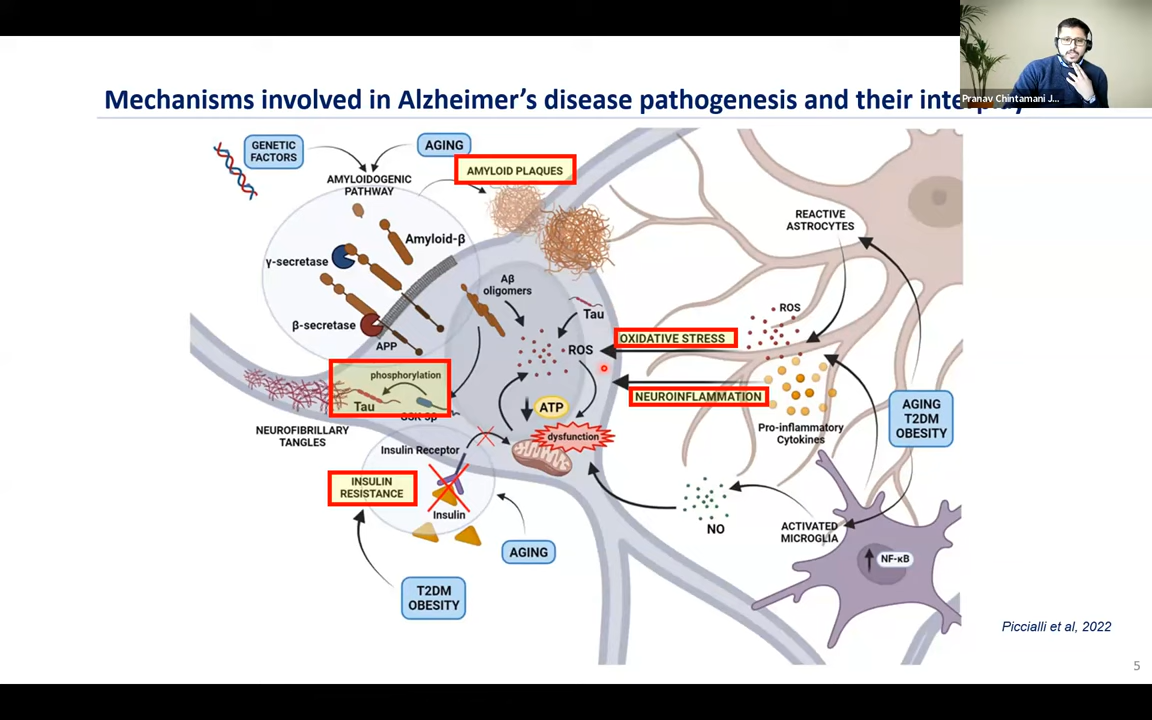 Mechanisms involved in Alzheimer's disease pathogenesis and their
Pranav Chintamani J...
GENETIC
FACTORS
AGING
AMYLOIDOGENIC
PATHWAY
AMYLOID PLAQUES
Amyloid-β
γ-secretase
β-secretase
APP
Aβ
oligomers
Tau
ROS
REACTIVE
ASTROCYTES
ROS
OXIDATIVE STRESS
NEUROINFLAMMATION
phosphorylation
Tau
GSK-3β
NEUROFIBRILLARY
TANGLES
ATP
dysfunction
Pro-inflammatory
Cytokines
AGING
T2DM
OBESITY
Insulin Receptor
INSULIN
RESISTANCE
Insulin
AGING
NO
ACTIVATED
MICROGLIA
NF-κB
T2DM
OBESITY
Piccialli et al, 2022
5